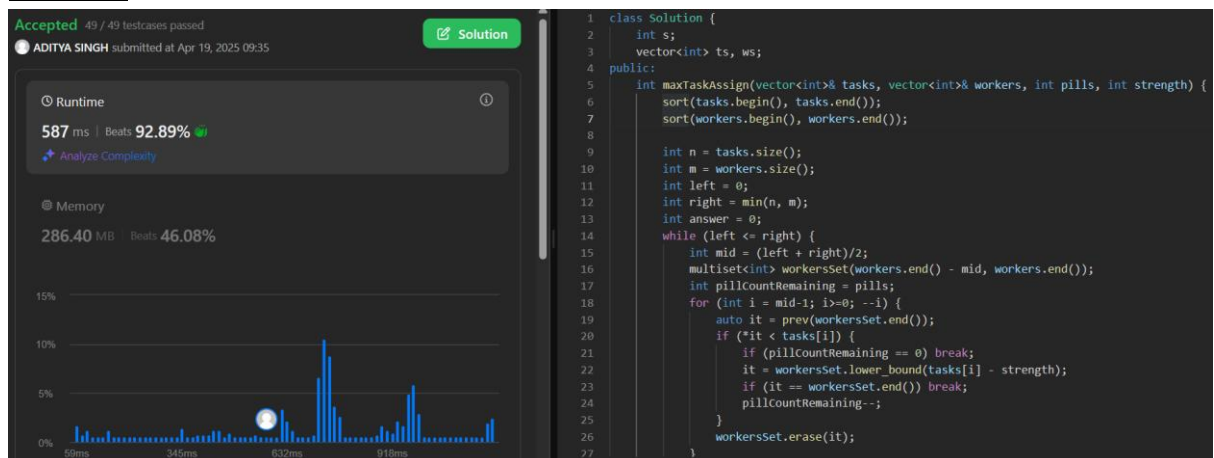 Accepted 49 / 49 testcases passed
Solution
ADITYA SINGH submitted at Apr 19, 2025 09:35
Runtime
587 ms | Beats 92.89%
Analyze Complexity
Memory
286.40 MB | Beats 46.08%
15%
10%
5%
0%
59ms 345ms 632ms 918ms
1 class Solution {
2 int s;
3 vector<int> ts, ws;
4 public:
5 int maxTaskAssign(vector<int>& tasks, vector<int>& workers, int pills, int strength) {
6 sort(tasks.begin(), tasks.end());
7 sort(workers.begin(), workers.end());
8
9 int n = tasks.size();
10 int m = workers.size();
11 int left = 0;
12 int right = min(n, m);
13 int answer = 0;
14 while (left <= right) {
15 int mid = (left + right)/2;
16 multiset<int> workersSet(workers.end() - mid, workers.end());
17 int pillCountRemaining = pills;
18 for (int i = mid-1; i>=0; --i) {
19 auto it = prev(workersSet.end());
20 if (*it < tasks[i]) {
21 if (pillCountRemaining == 0) break;
22 it = workersSet.lower_bound(tasks[i] - strength);
23 if (it == workersSet.end()) break;
24 pillCountRemaining--;
25 }
26 workersSet.erase(it);
27 }